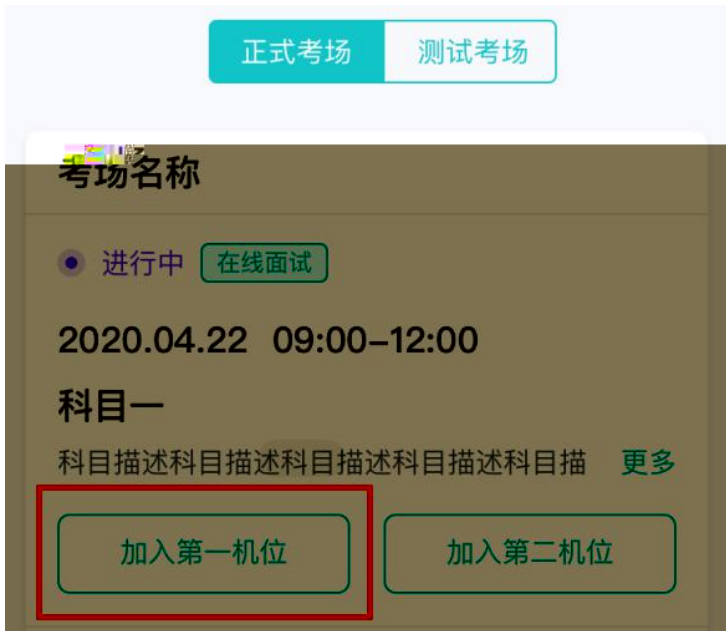 正式考场 测试考场
考场名称
进行中 在线面试
2020.04.22 09:00–12:00
科目一
科目描述科目描述科目描述科目描述科目描 更多
加入第一机位 加入第二机位